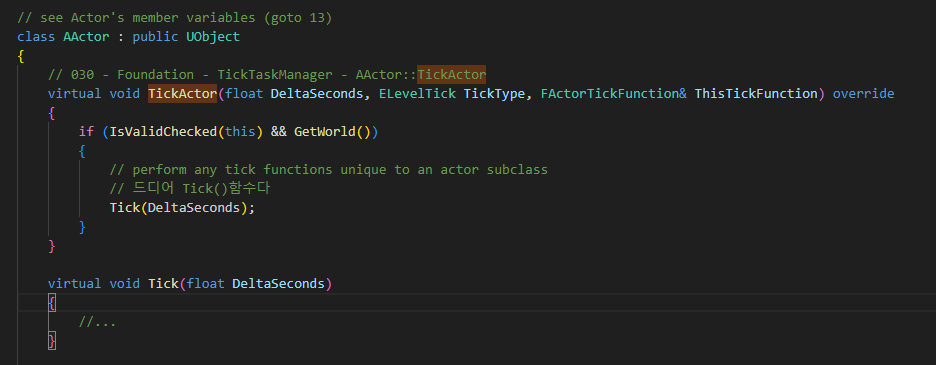 // see Actor's member variables (goto 13)
class AActor : public UObject
{
    // 030 - Foundation - TickTaskManager - AActor::TickActor
    virtual void TickActor(float DeltaSeconds, ELevelTick TickType, FActorTickFunction& ThisTickFunction) override
    {
        if (IsValidChecked(this) && GetWorld())
        {
            // perform any tick functions unique to an actor subclass
            // 드디어 Tick()함수다
            Tick(DeltaSeconds);
        }
    }
    virtual void Tick(float DeltaSeconds)
    {
        //...
    }